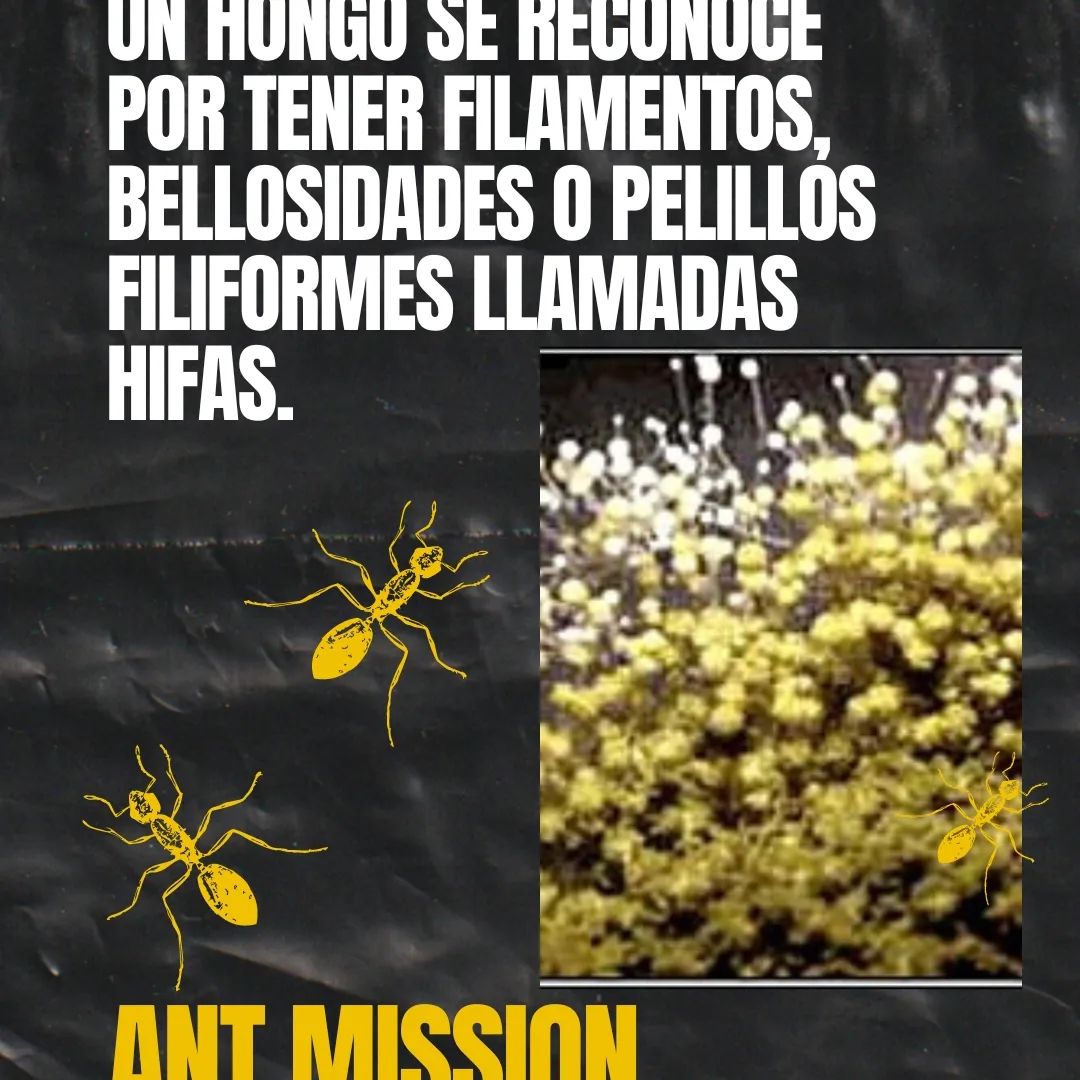 UN HONGO SE RECONOCE
POR TENER FILAMENTOS,
BELLOSIDADES O PELILLOS
FILIFORMES LLAMADAS
HIFAS.
ANT MISSION